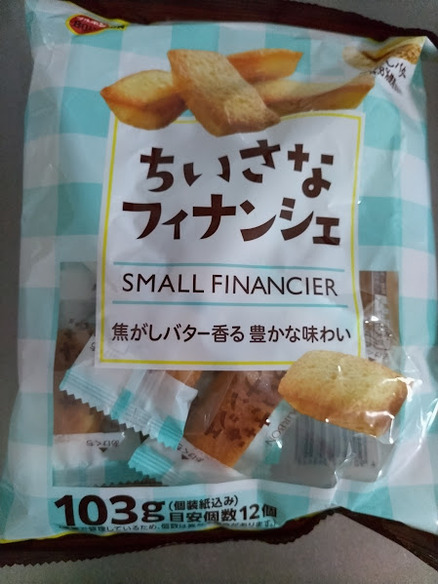 ちいさな
フィナンシェ
SMALL FINANCIER
焦がしバター香る 豊かな味わい
103g(個装紙込み)
目安個数12個